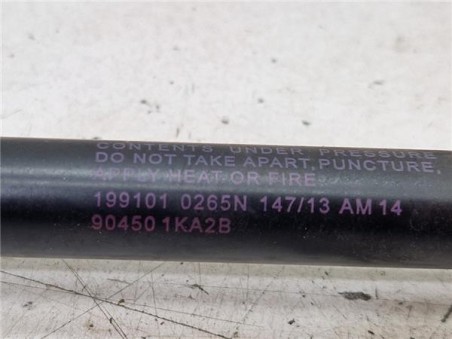 CONTENTS UNDER PRESSURE
DO NOT TAKE APART, PUNCTURE,
APPLY HEAT OR FIRE
199101 0265N 147/13 AM 14
90450 1KA2B